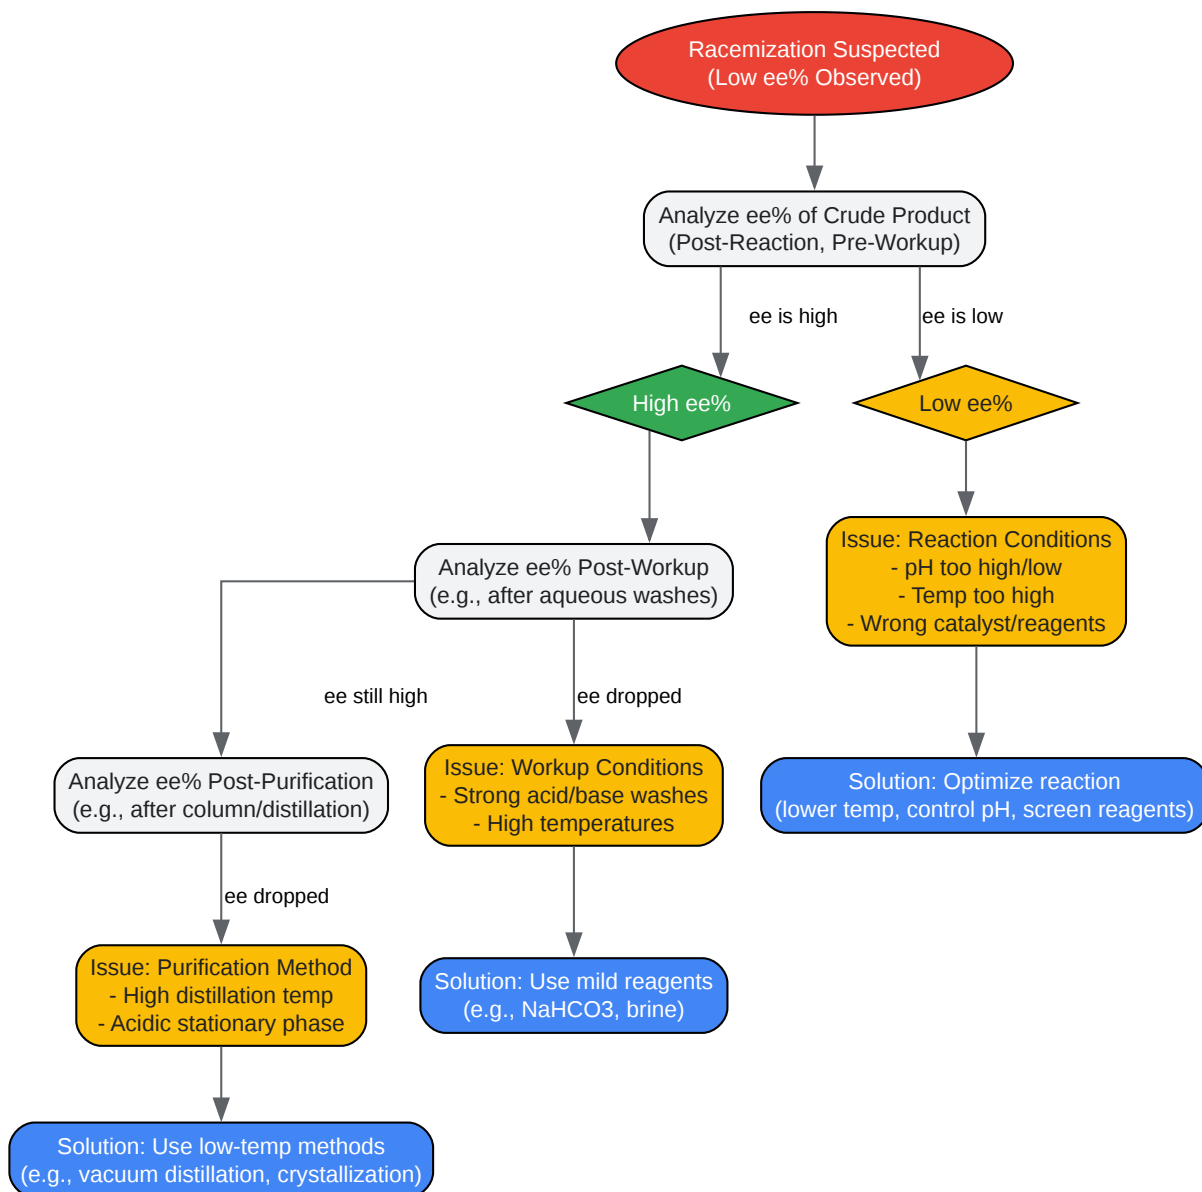 Racemization Suspected
(Low ee% Observed)
Analyze ee% of Crude Product
(Post-Reaction, Pre-Workup)
ee is high
ee is low
High ee%
Low ee%
Issue: Reaction Conditions
- pH too high/low
- Temp too high
- Wrong catalyst/reagents
Analyze ee% Post-Workup
(e.g., after aqueous washes)
ee still high
ee dropped
Analyze ee% Post-Purification
(e.g., after column/distillation)
Issue: Workup Conditions
- Strong acid/base washes
- High temperatures
Solution: Optimize reaction
(lower temp, control pH, screen reagents)
ee dropped
Issue: Purification Method
- High distillation temp
- Acidic stationary phase
Solution: Use mild reagents
(e.g., NaHCO3, brine)
Solution: Use low-temp methods
(e.g., vacuum distillation, crystallization)